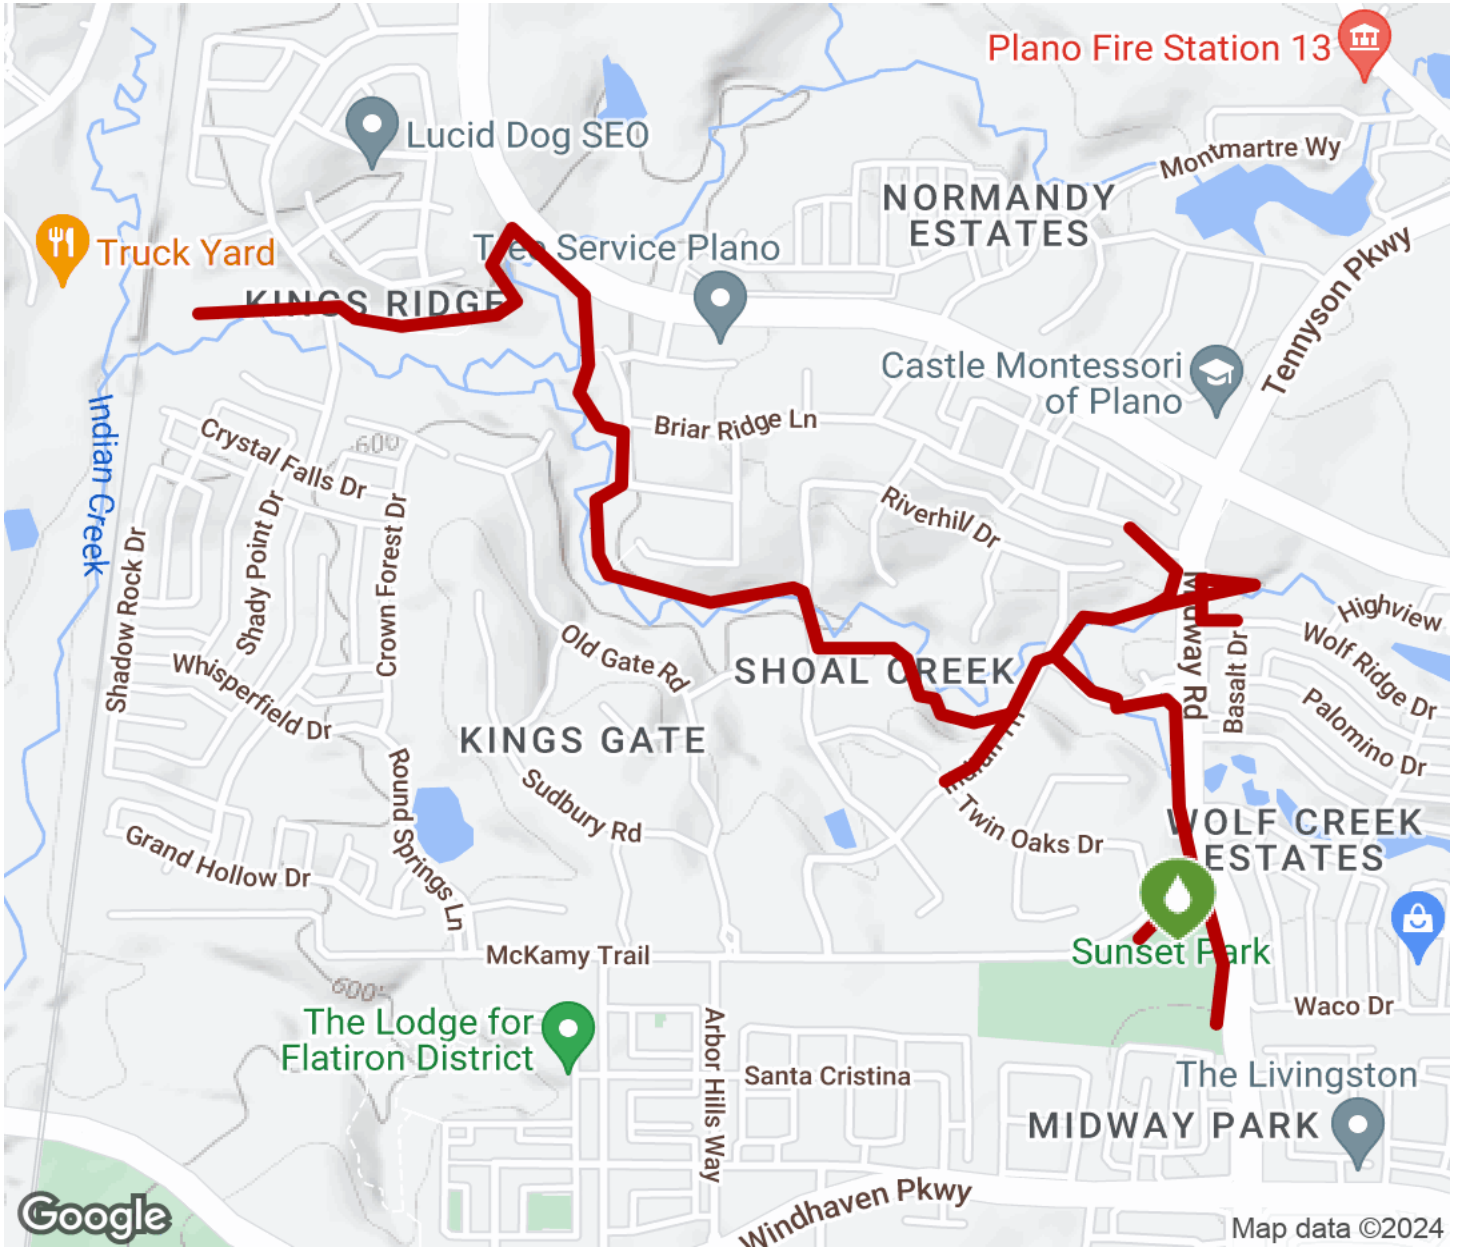 Plano Fire Station 13
Lucid Dog SEO
Montmartre Wy
NORMANDY
ESTATES
Truck Yard
Tree Service Plano
Tennyson Pkwy
KINGS RIDGE
Castle Montessori
of Plano
Indian Creek
Briar Ridge Ln
Crystal Falls Dr
600
Riverhill Dr
Shady Point Dr
Crown Forest Dr
Shadow Rock Dr
Midway Rd
Highview
Wolf Ridge Dr
Old Gate Rd
SHOAL CREEK
Basalt Dr
Whisperfield Dr
Palomino Dr
KINGS GATE
Round Springs Ln
Sudbury Rd
E Twin Oaks Dr
WOLF CREEK
ESTATES
Grand Hollow Dr
McKamy Trail
Sunset Park
600'
Waco Dr
The Lodge for
Flatiron District
Arbor Hills Way
Santa Cristina
The Livingston
MIDWAY PARK
Windhaven Pkwy
Google
Map data ©2024